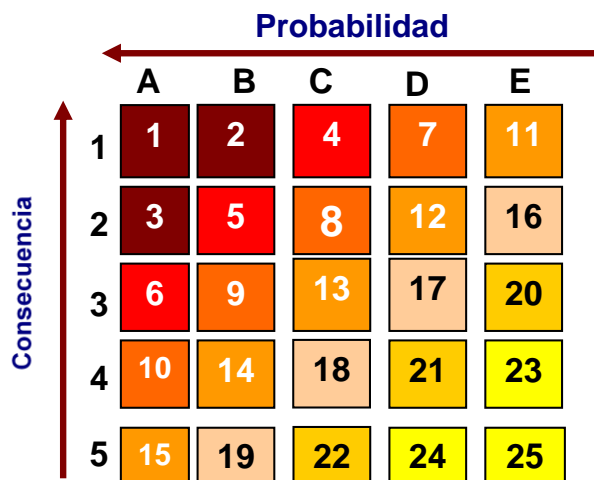 Probabilidad
A B C D E
Consecuencia
1 1 2 4 7 11
2 3 5 8 12 16
3 6 9 13 17 20
4 10 14 18 21 23
5 15 19 22 24 25